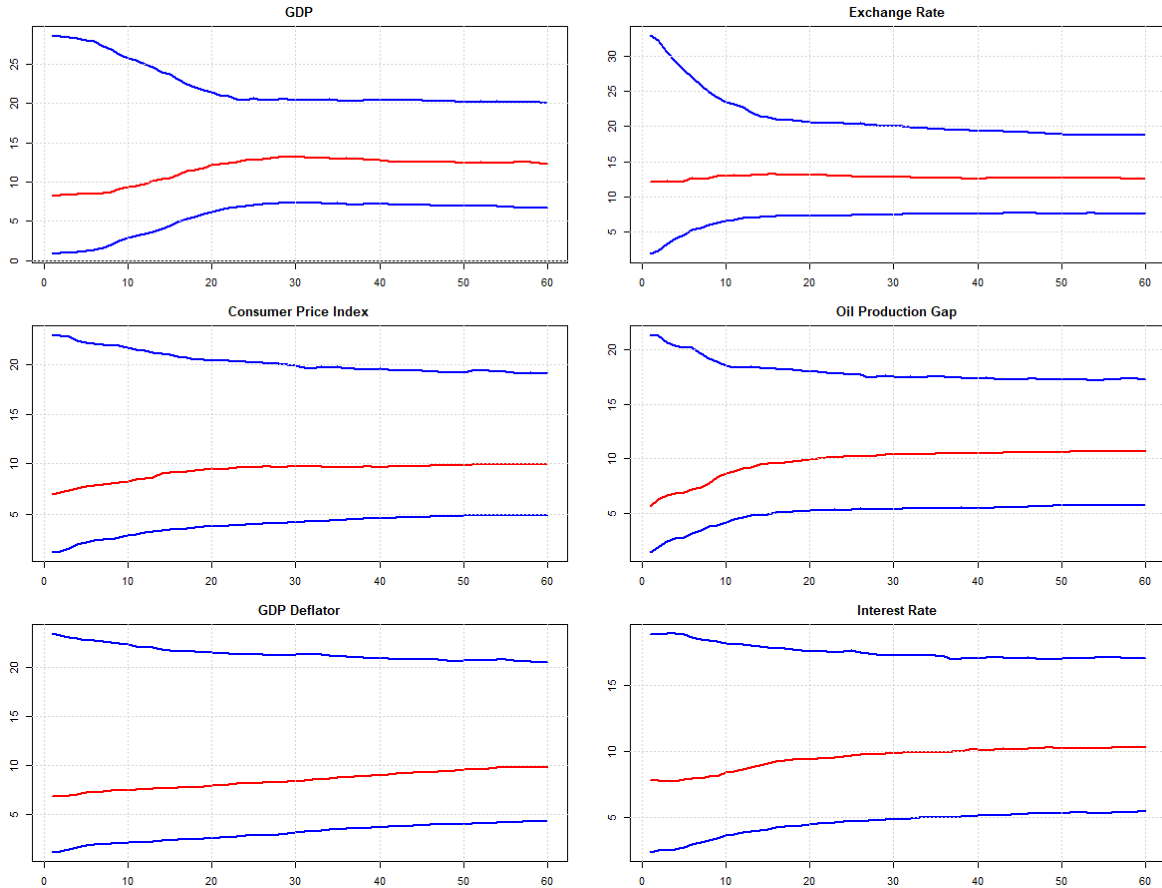 GDP
25
20
15
10
5
0
0 10 20 30 40 50 60
Exchange Rate
30
25
20
15
10
5
0 10 20 30 40 50 60
Consumer Price Index
20
15
10
5
0 10 20 30 40 50 60
Oil Production Gap
20
15
10
5
0 10 20 30 40 50 60
GDP Deflator
20
15
10
5
0 10 20 30 40 50 60
Interest Rate
15
10
5
0 10 20 30 40 50 60